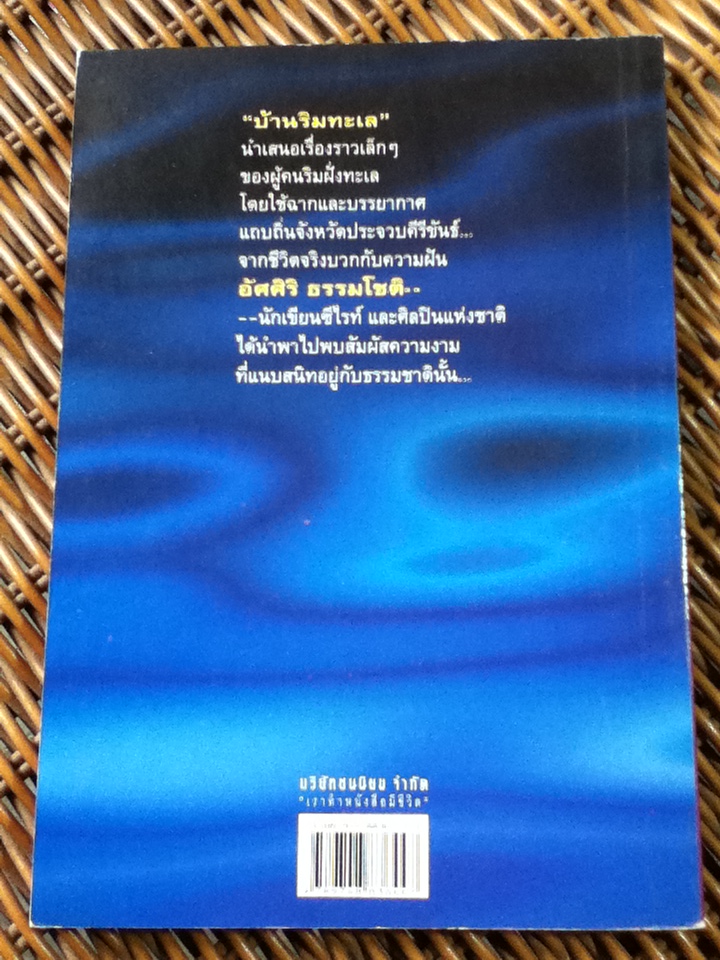 “บ้านริมทะเล”
นำเสนอเรื่องราวเล็กๆ
ของผู้คนริมฝั่งทะเล
โดยใช้ฉากและบรรยากาศ
แถบถิ่นจังหวัดประจวบคีรีขันธ์...
จากชีวิตจริงบวกกับความฝัน
อัศศิริ ธรรมโชติ--
--นักเขียนซีไรท์ และศิลปินแห่งชาติ
ได้นำพาไปพบสัมผัสความงาม
ที่แนบสนิทอยู่กับธรรมชาตินั้น...
บริษัทชนนิยม จำกัด
"เราทำหนังสือมีชีวิต"